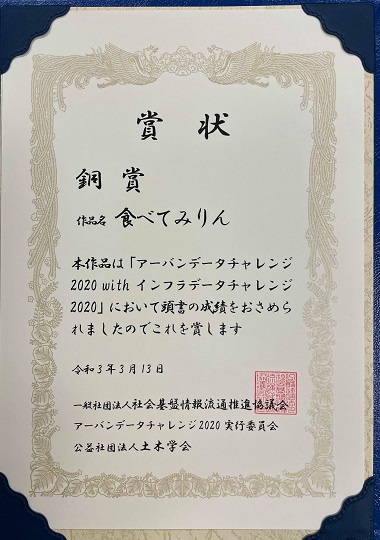 賞状
銅賞
作品名 食べてみりん
本作品は「アーバンデータチャレンジ
2020 with インフラデータチャレンジ
2020」において頭書の成績をおさめら
れましたのでこれを賞します
令和3年3月13日
一般社団法人社会基盤情報流通推進協議会
アーバンデータチャレンジ2020 実行委員会
公益社団法人土木学会